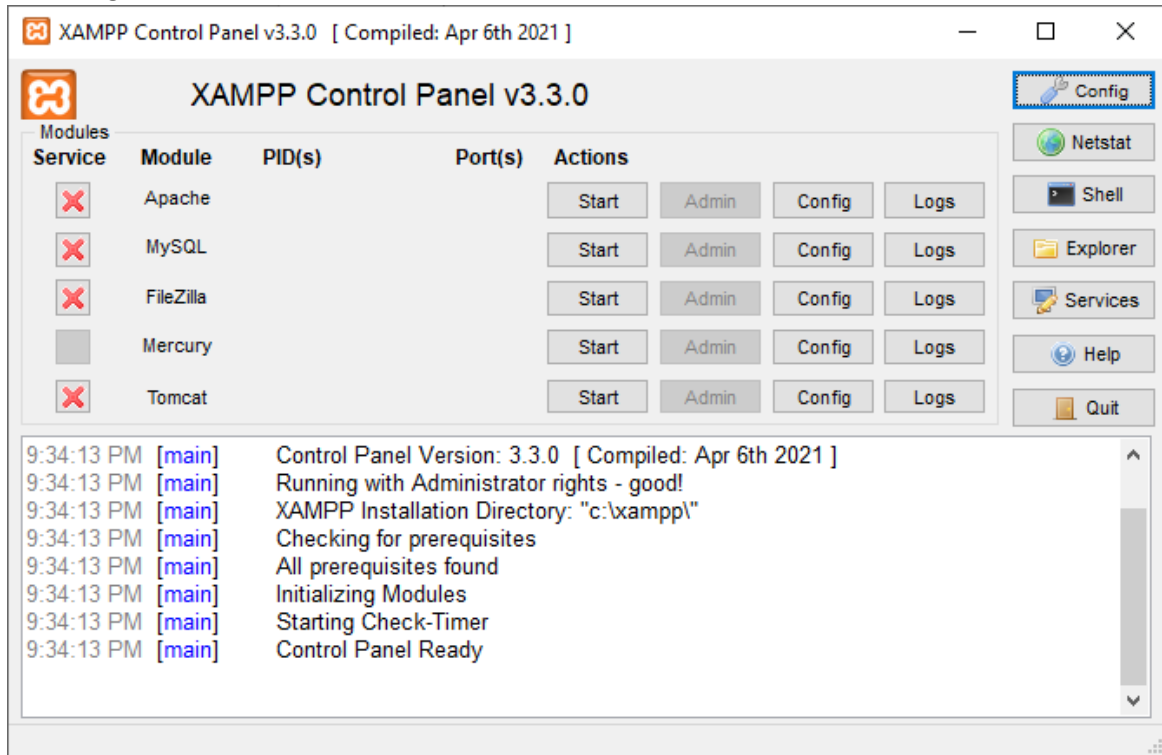 XAMPP Control Panel v3.3.0 [ Compiled: Apr 6th 2021 ]
XAMPP Control Panel v3.3.0
Config
Modules
Netstat
Service Module PID(s) Port(s) Actions
Apache Start Admin Config Logs
Shell
MySQL Start Admin Config Logs
Explorer
FileZilla Start Admin Config Logs
Services
Mercury Start Admin Config Logs
Help
Tomcat Start Admin Config Logs
Quit
9:34:13 PM [main] Control Panel Version: 3.3.0 [ Compiled: Apr 6th 2021 ]
9:34:13 PM [main] Running with Administrator rights - good!
9:34:13 PM [main] XAMPP Installation Directory: "c:\xampp\"
9:34:13 PM [main] Checking for prerequisites
9:34:13 PM [main] All prerequisites found
9:34:13 PM [main] Initializing Modules
9:34:13 PM [main] Starting Check-Timer
9:34:13 PM [main] Control Panel Ready